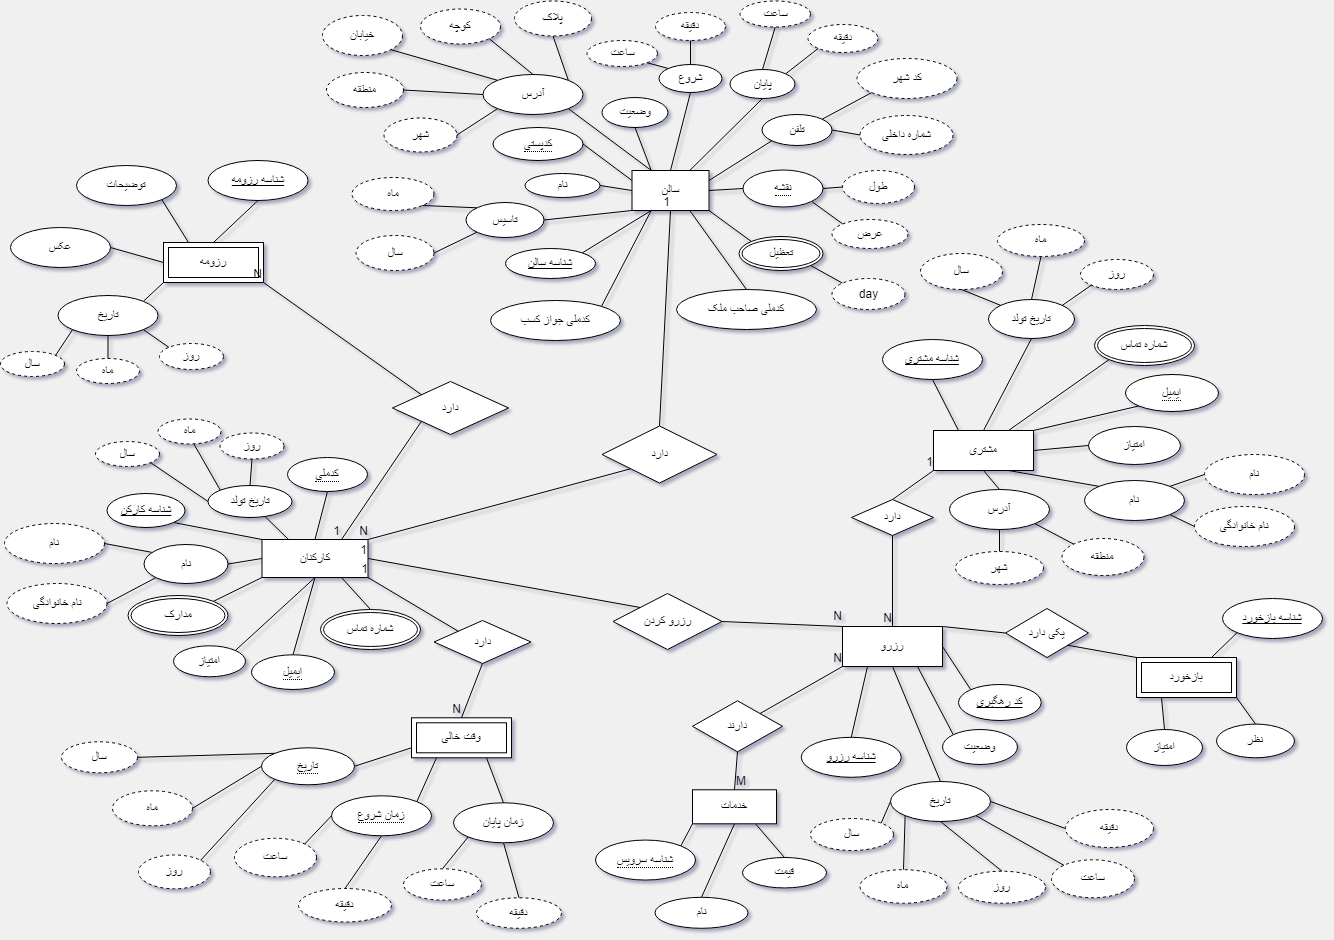 پلاک
کوچه
خیابان
منطقه
شهر
آدرس
ساعت
دقیقه
شروع
ساعت
دقیقه
پایان
وضعیت
کدپستی
نام
ماه
سال
تاسیس
شناسه سالن
کدملی جواز کسب
کدملی صاحب ملک
سالن
1
کد شهر
شماره داخلی
تلفن
نقشه
طول
عرض
تعطیل
day
شناسه رزومه
توضیحات
عکس
رزومه
N
تاریخ
سال
ماه
روز
دارد
دارد
ماه
سال
روز
تاریخ تولد
شماره تماس
شناسه مشتری
ایمیل
امتیاز
مشتری
1
نام
نام
نام خانوادگی
آدرس
شهر
منطقه
دارد
ماه
سال
روز
تاریخ تولد
کدملی
شناسه کارکن
نام
نام
نام خانوادگی
مدارک
امتیاز
ایمیل
شماره تماس
کارکنان
1
N
1
1
رزرو کردن
دارد
N
وقت خالی
تاریخ
سال
ماه
روز
زمان شروع
ساعت
دقیقه
زمان پایان
ساعت
دقیقه
N
N
N
رزرو
یکی دارد
شناسه بازخورد
بازخورد
امتیاز
نظر
کد رهگیری
وضعیت
شناسه رزرو
دارند
M
خدمات
شناسه سرویس
نام
قیمت
تاریخ
سال
ماه
روز
ساعت
دقیقه